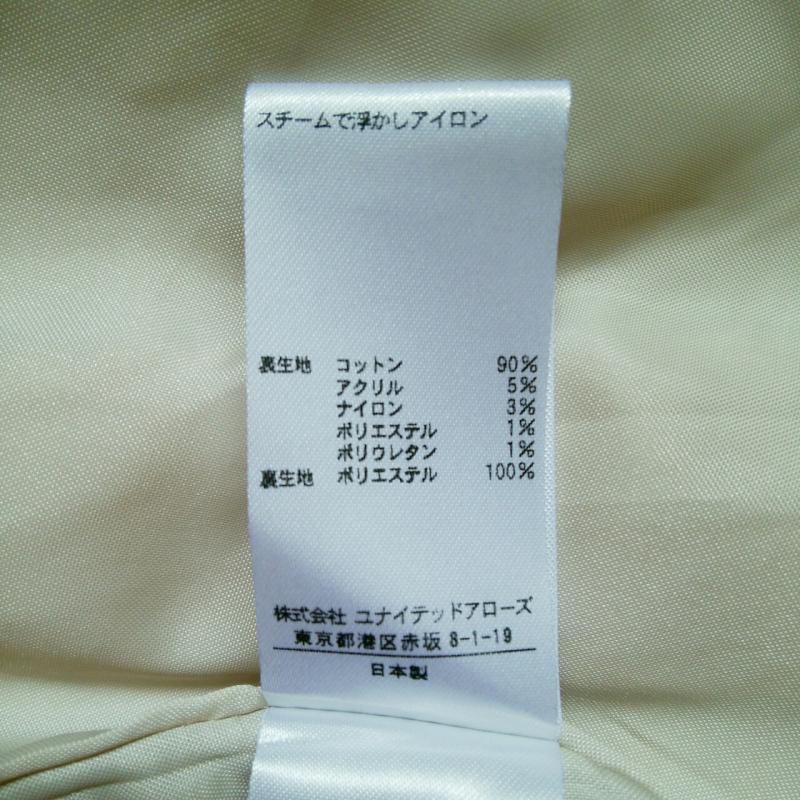 スチームで浮かしアイロン
裏生地 コットン 90%
アクリル 5%
ナイロン 3%
ポリエステル 1%
ポリウレタン 1%
裏生地 ポリエステル 100%
株式会社 ユナイテッドアローズ
東京都港区赤坂 8-1-19
日本製